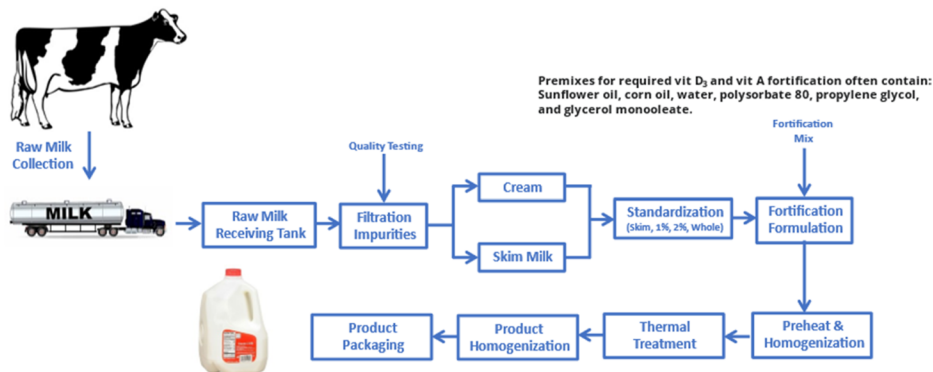 Premixes for required vit D₃ and vit A fortification often contain:
Sunflower oil, corn oil, water, polysorbate 80, propylene glycol,
and glycerol monooleate.
Raw Milk
Collection
MILK
Raw Milk
Receiving Tank
Quality Testing
Filtration
Impurities
Cream
Skim Milk
Standardization
(Skim, 1%, 2%, Whole)
Fortification
Mix
Fortification
Formulation
Preheat &
Homogenization
Thermal
Treatment
Product
Homogenization
Product
Packaging